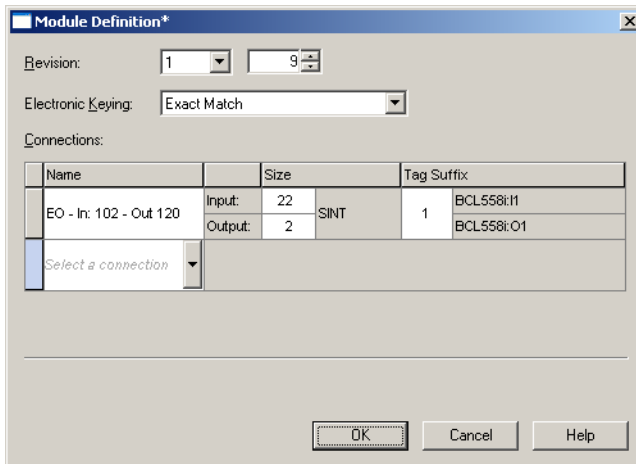 Module Definition*
Revision: 1 9
Electronic Keying: Exact Match
Connections:
Name Size Tag Suffix
EO - In: 102 - Out 120 Input: 22 SINT 1 BCL558i:I1
Output: 2 BCL558i:O1
Select a connection
OK Cancel Help